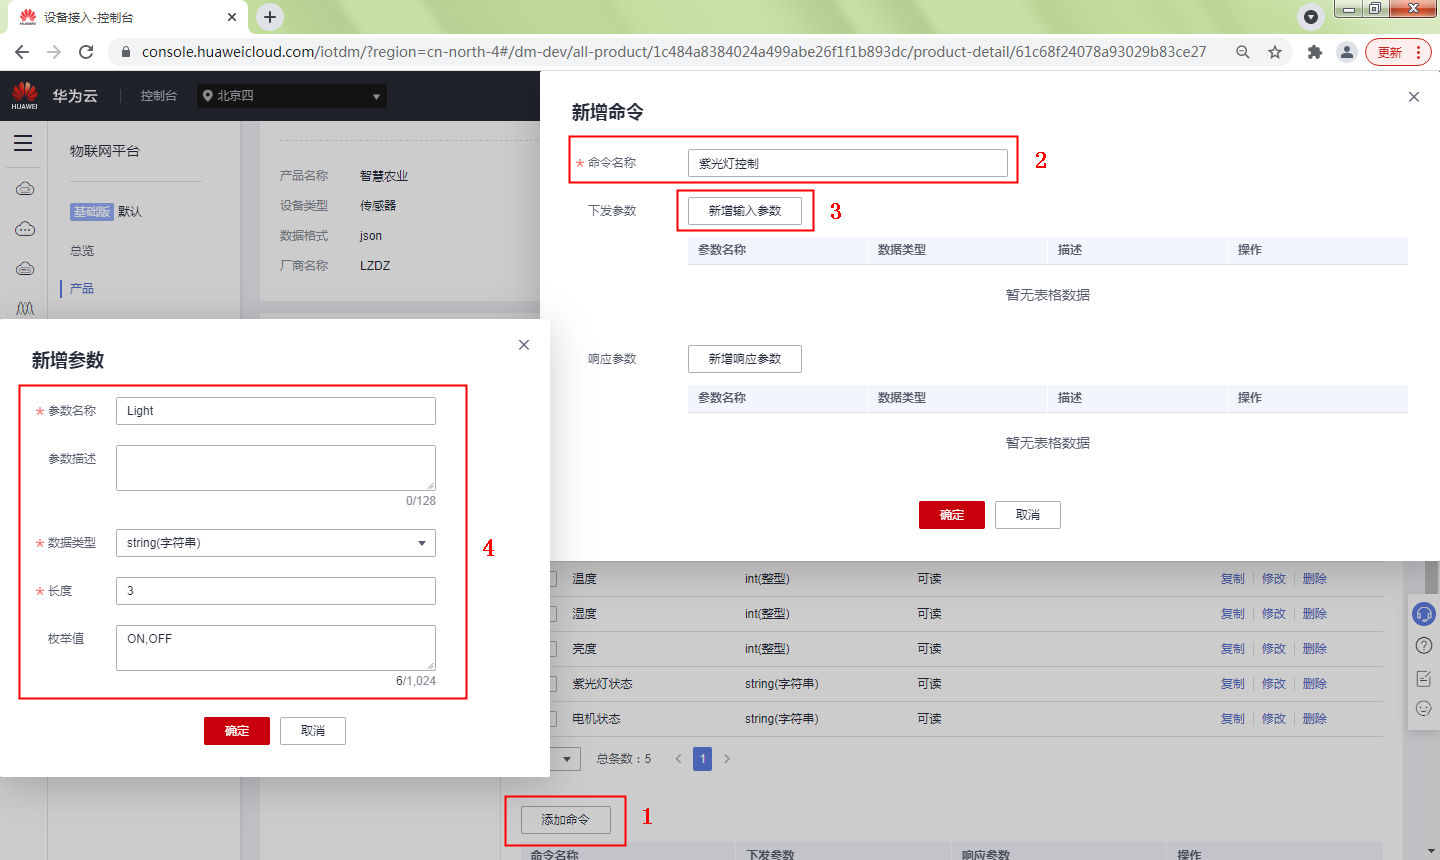 设备接入-控制台
console.huaweicloud.com/iotdm/?region=cn-north-4#/dm-dev/all-product/1c484a8384024a499abe26f1f1b893dc/product-detail/61c68f24078a93029b83ce27
更新
HUAWEI
华为云
控制台
北京四
物联网平台
基础版 默认
总览
产品
产品名称 智慧农业
设备类型 传感器
数据格式 json
厂商名称 LZDZ
新增命令
* 命令名称 紫光灯控制 2
下发参数 新增输入参数 3
参数名称 数据类型 描述 操作
暂无表格数据
响应参数 新增响应参数
参数名称 数据类型 描述 操作
暂无表格数据
确定 取消
新增参数
* 参数名称 Light
参数描述
0/128
* 数据类型 string(字符串) 4
* 长度 3
枚举值 ON,OFF
6/1,024
确定 取消
温度 int(整型) 可读 复制 修改 删除
湿度 int(整型) 可读 复制 修改 删除
亮度 int(整型) 可读 复制 修改 删除
紫光灯状态 string(字符串) 可读 复制 修改 删除
电机状态 string(字符串) 可读 复制 修改 删除
总条数：5 < 1 >
添加命令 1
命令名称 下发参数 响应参数 操作